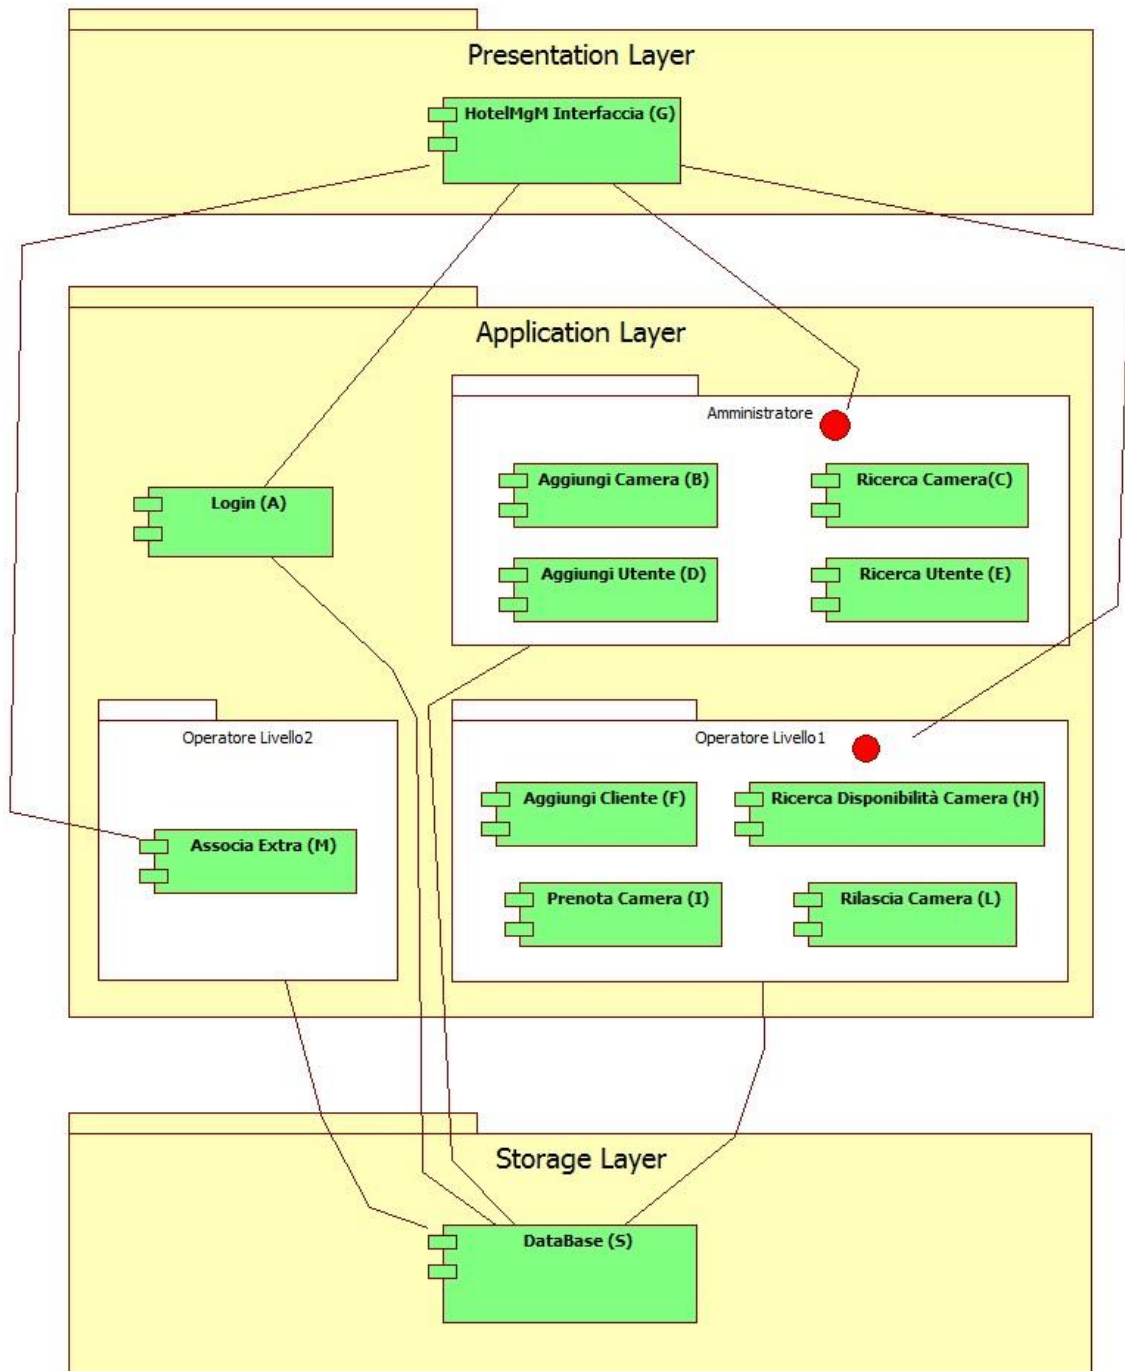 Presentation Layer
HotelMgM Interfaccia (G)
Application Layer
Amministratore
Aggiungi Camera (B)
Ricerca Camera(C)
Login (A)
Aggiungi Utente (D)
Ricerca Utente (E)
Operatore Livello2
Operatore Livello1
Aggiungi Cliente (F)
Ricerca Disponibilità Camera (H)
Associa Extra (M)
Prenota Camera (I)
Rilascia Camera (L)
Storage Layer
DataBase (S)